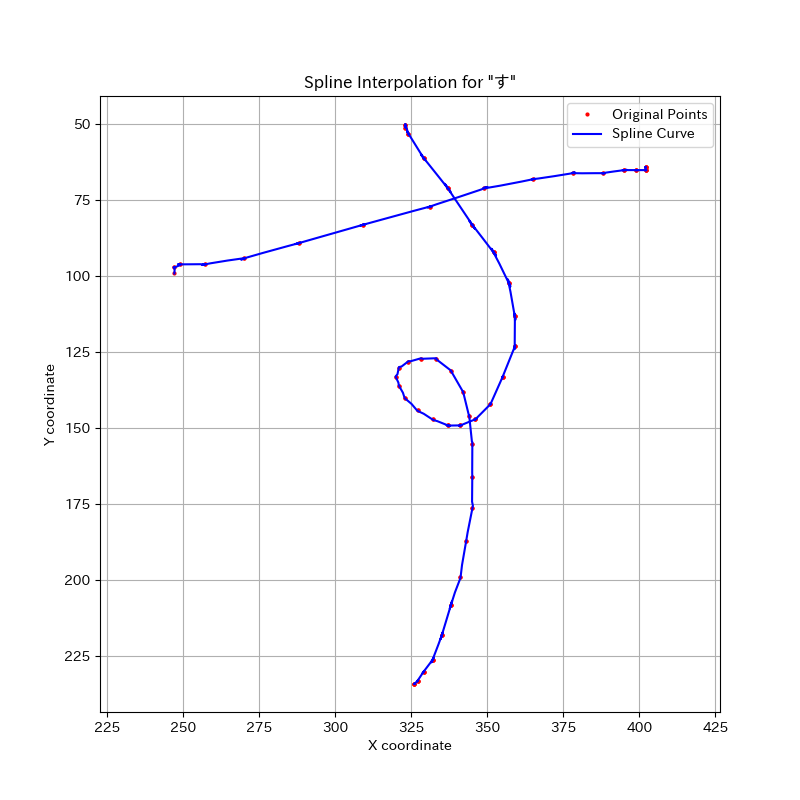 Spline Interpolation for "す"
Original Points
Spline Curve
50
75
100
125
150
175
200
225
Y coordinate
225
250
275
300
325
350
375
400
425
X coordinate
す